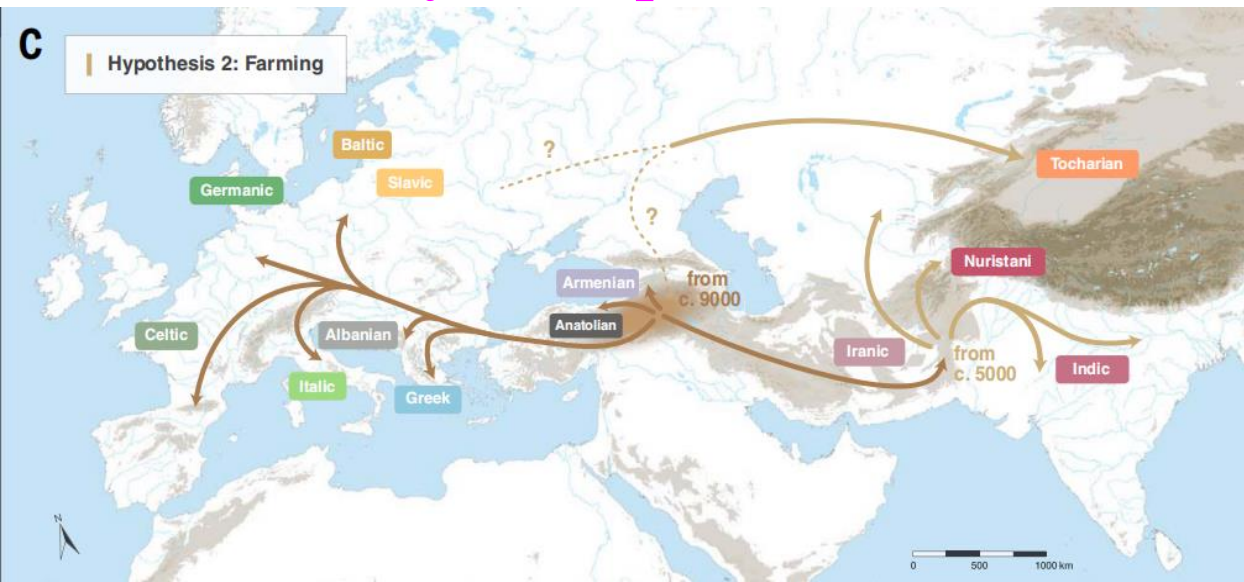 C
Hypothesis 2: Farming
Baltic
?
Tocharian
Germanic
Slavic
?
Nuristani
Armenian
from
c. 9000
Anatolian
Celtic
Albanian
Iranic
from
c. 5000
Indic
Italic
Greek
N
0 500 1000 km